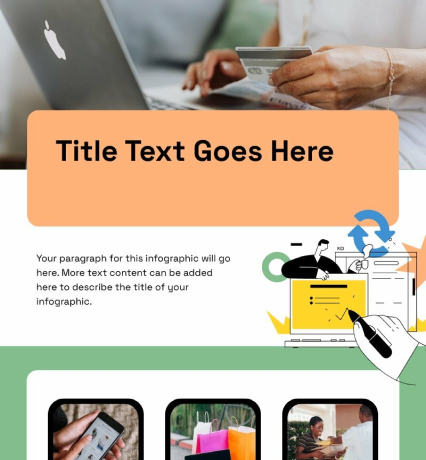 Title Text Goes Here
Your paragraph for this infographic will go
here. More text content can be added
here to describe the title of your
infographic.